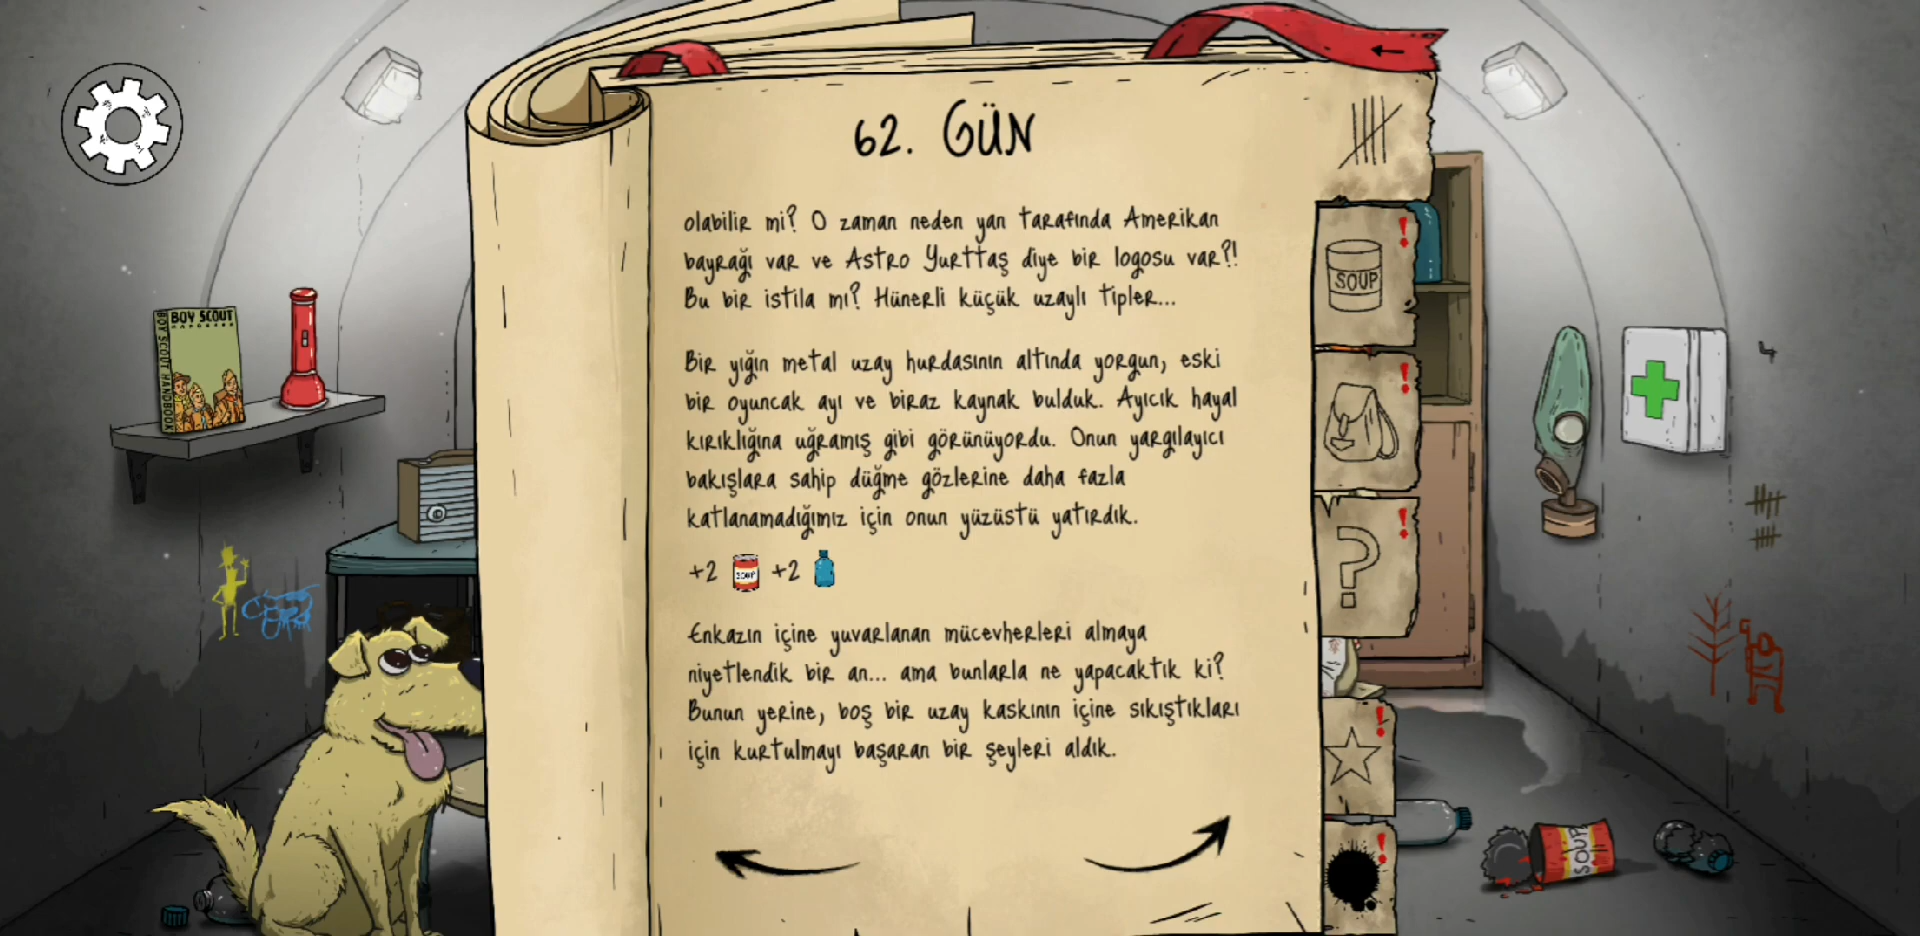 62. GÜN
olabilir mi? O zaman neden yan tarafında Amerikan
bayrağı var ve Astro Yurttaş diye bir logosu var?!
Bu bir istila mı? Hünerli küçük uzaylı tipler...
Bir yığın metal uzay hurdasının altında yorgun, eski
bir oyuncak ayı ve biraz kaynak bulduk. Ayıcık hayal
kırıklığına uğramış gibi görünüyordu. Onun yargılayıcı
bakışlara sahip düğme gözlerine daha fazla
katlanamadığımız için onun yüzüstü yatırdık.
+2 SOUP +2
Enkazın içine yuvarlanan mücevherleri almaya
niyetlendik bir an... ama bunlarla ne yapacaktık ki?
Bunun yerine, boş bir uzay kaskının içine sıkıştıkları
için kurtulmayı başaran bir şeyleri aldık.
BOY SCOUT
BOY SCOUT HANDBOOK
! SOUP
!
! ?
!
!
SOUP